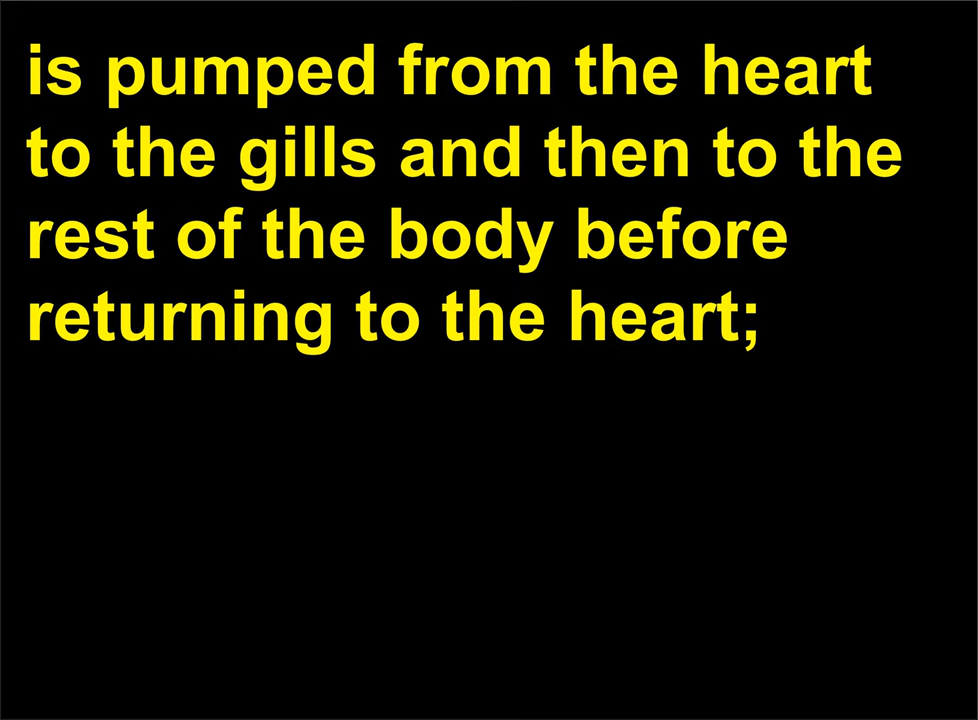 is pumped from the heart
to the gills and then to the
rest of the body before
returning to the heart;